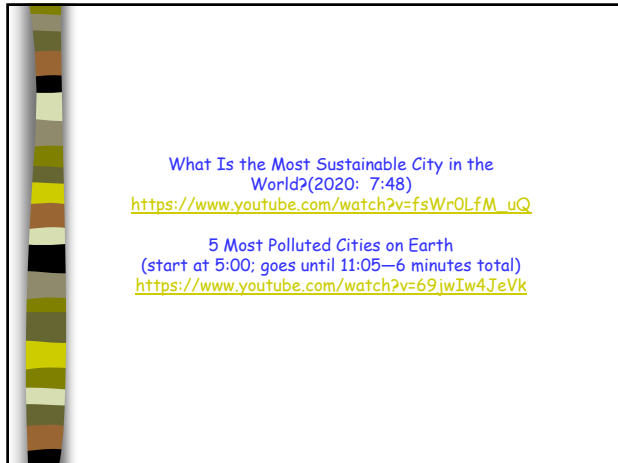 What Is the Most Sustainable City in the
World?(2020:  7:48)
https://www.youtube.com/watch?v=fsWr0LfM_uQ
5 Most Polluted Cities on Earth
(start at 5:00; goes until 11:05—6 minutes total)
https://www.youtube.com/watch?v=69jwIw4JeVk